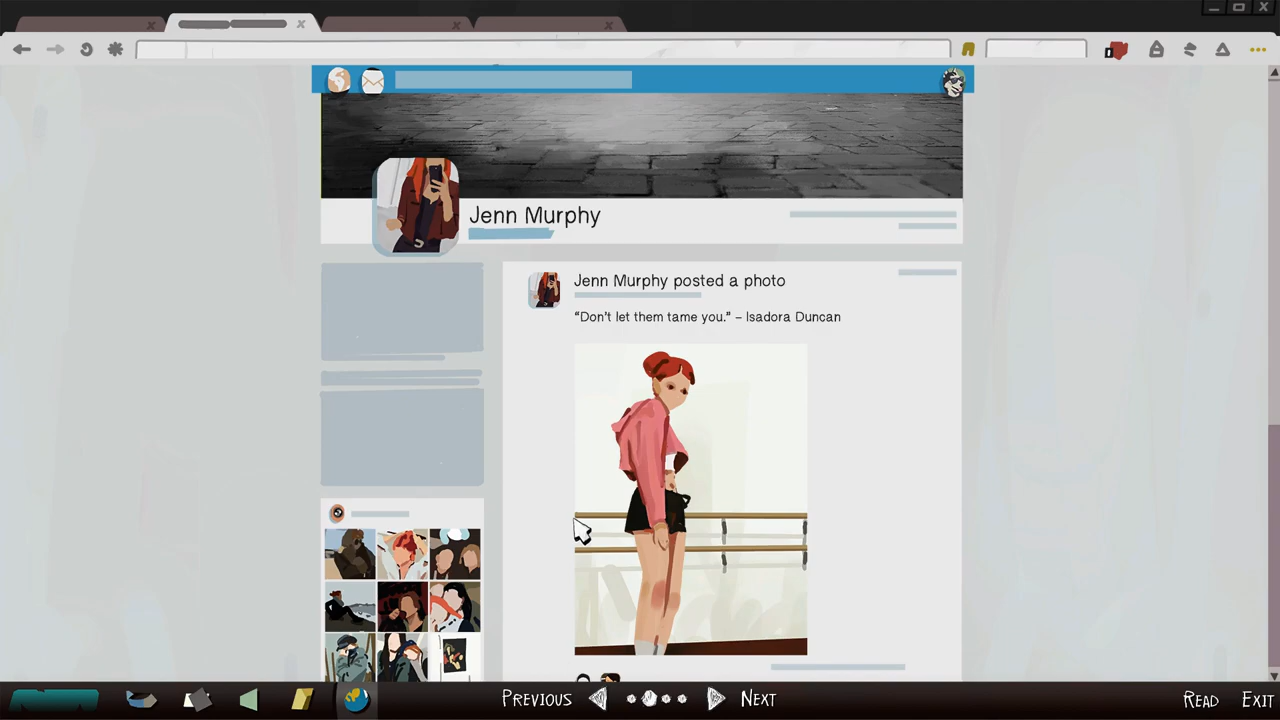 Jenn Murphy
Jenn Murphy posted a photo
“Don't let them tame you.” – Isadora Duncan
Previous
Next
Read
Exit